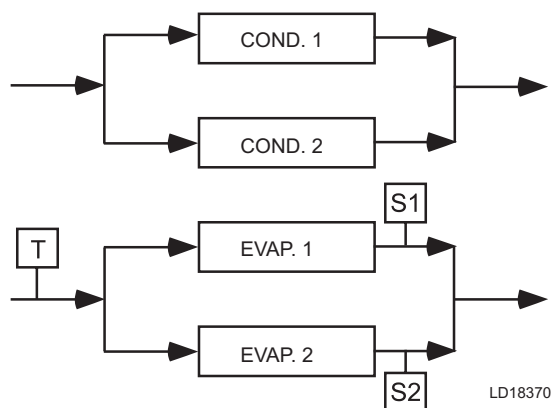 COND. 1
COND. 2
S1
T
EVAP. 1
EVAP. 2
S2
LD18370